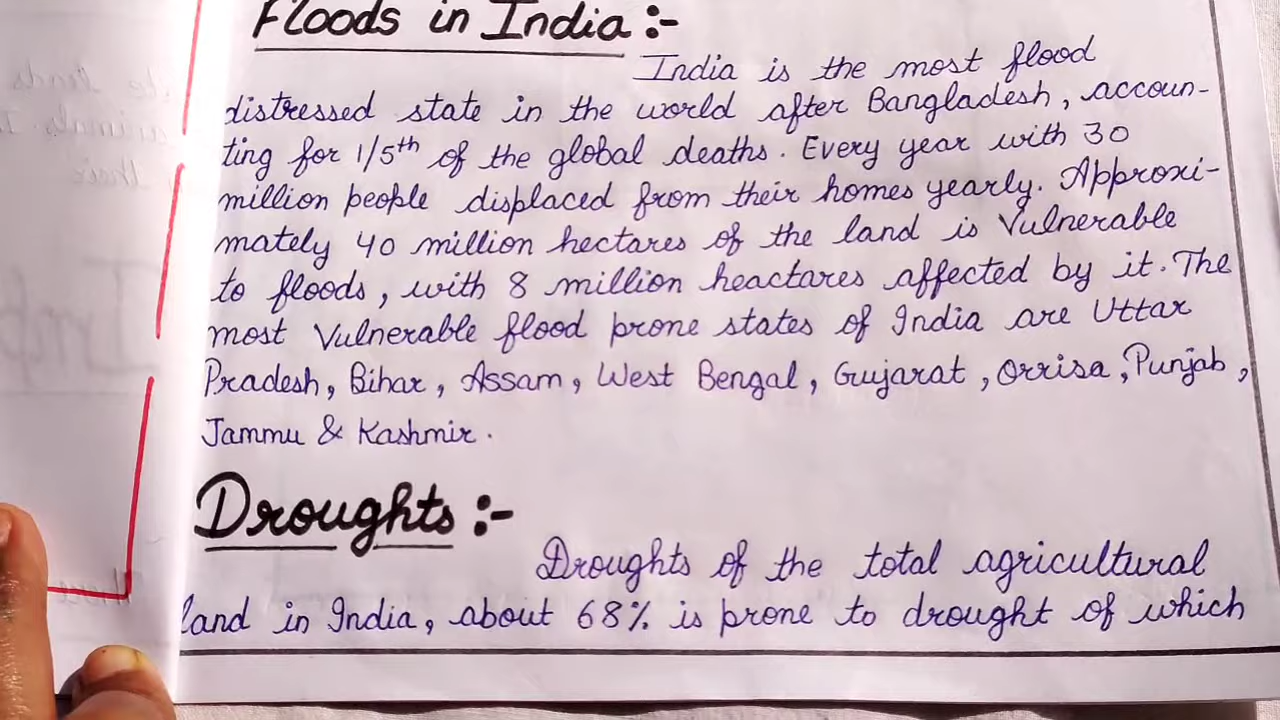 Floods in India :-
India is the most flood
distressed state in the world after Bangladesh, accoun-
ting for 1/5th of the global deaths. Every year with 30
million people displaced from their homes yearly. Approxi-
mately 40 million hectares of the land is Vulnerable
to floods, with 8 million heactares affected by it. The
most Vulnerable flood prone states of India are Uttar
Pradesh, Bihar, Assam, West Bengal, Gujarat, Orrisa, Punjab,
Jammu & Kashmir.
Droughts :-
Droughts of the total agricultural
land in India, about 68% is prone to drought of which